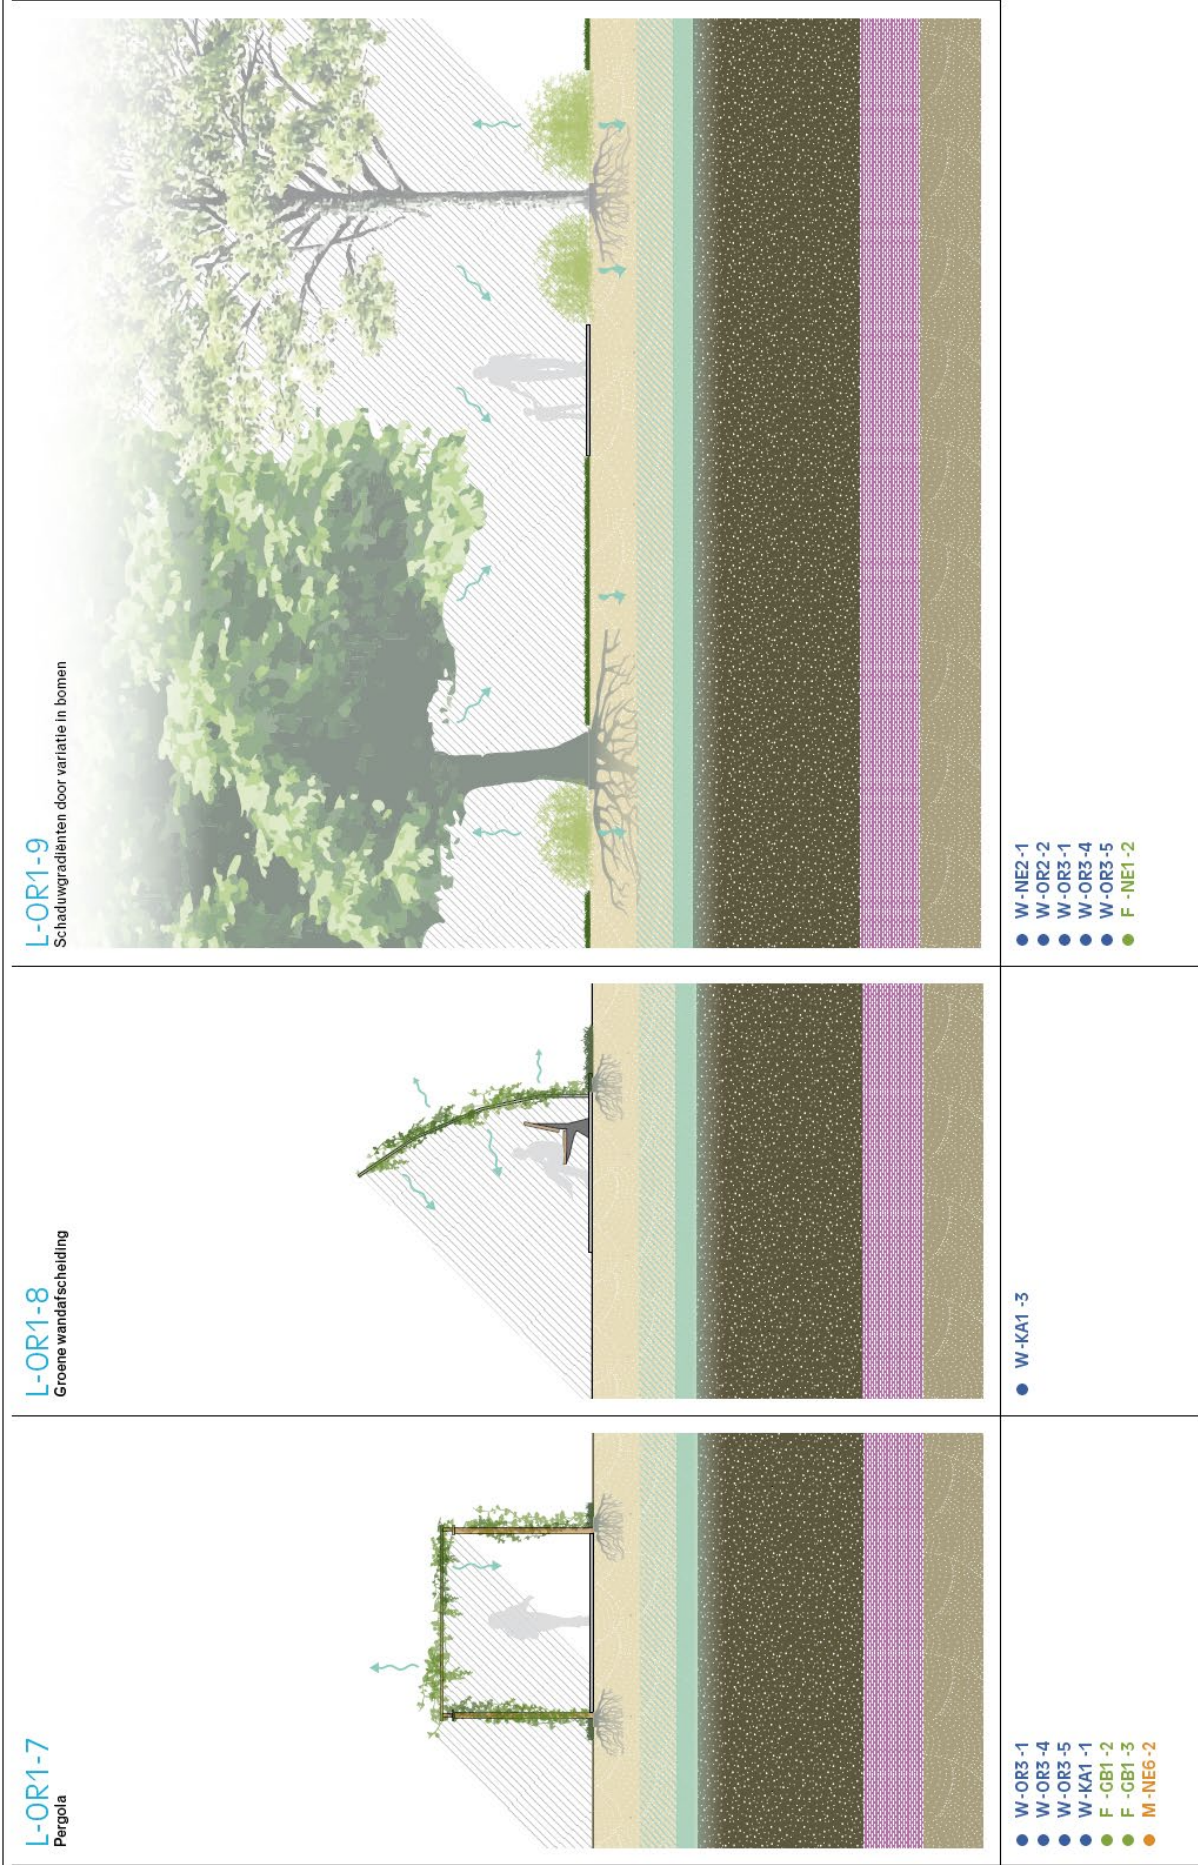 L-OR1-7
Pergola
W-OR3-1
W-OR3-4
W-OR3-5
W-KA1-1
F-GB1-2
F-GB1-3
M-NE6-2
L-OR1-8
Groene wandafscheiding
W-KA1-3
L-OR1-9
Schaduwgradiënten door variatie in bomen
W-NE2-1
W-OR2-2
W-OR3-1
W-OR3-4
W-OR3-5
F-NE1-2